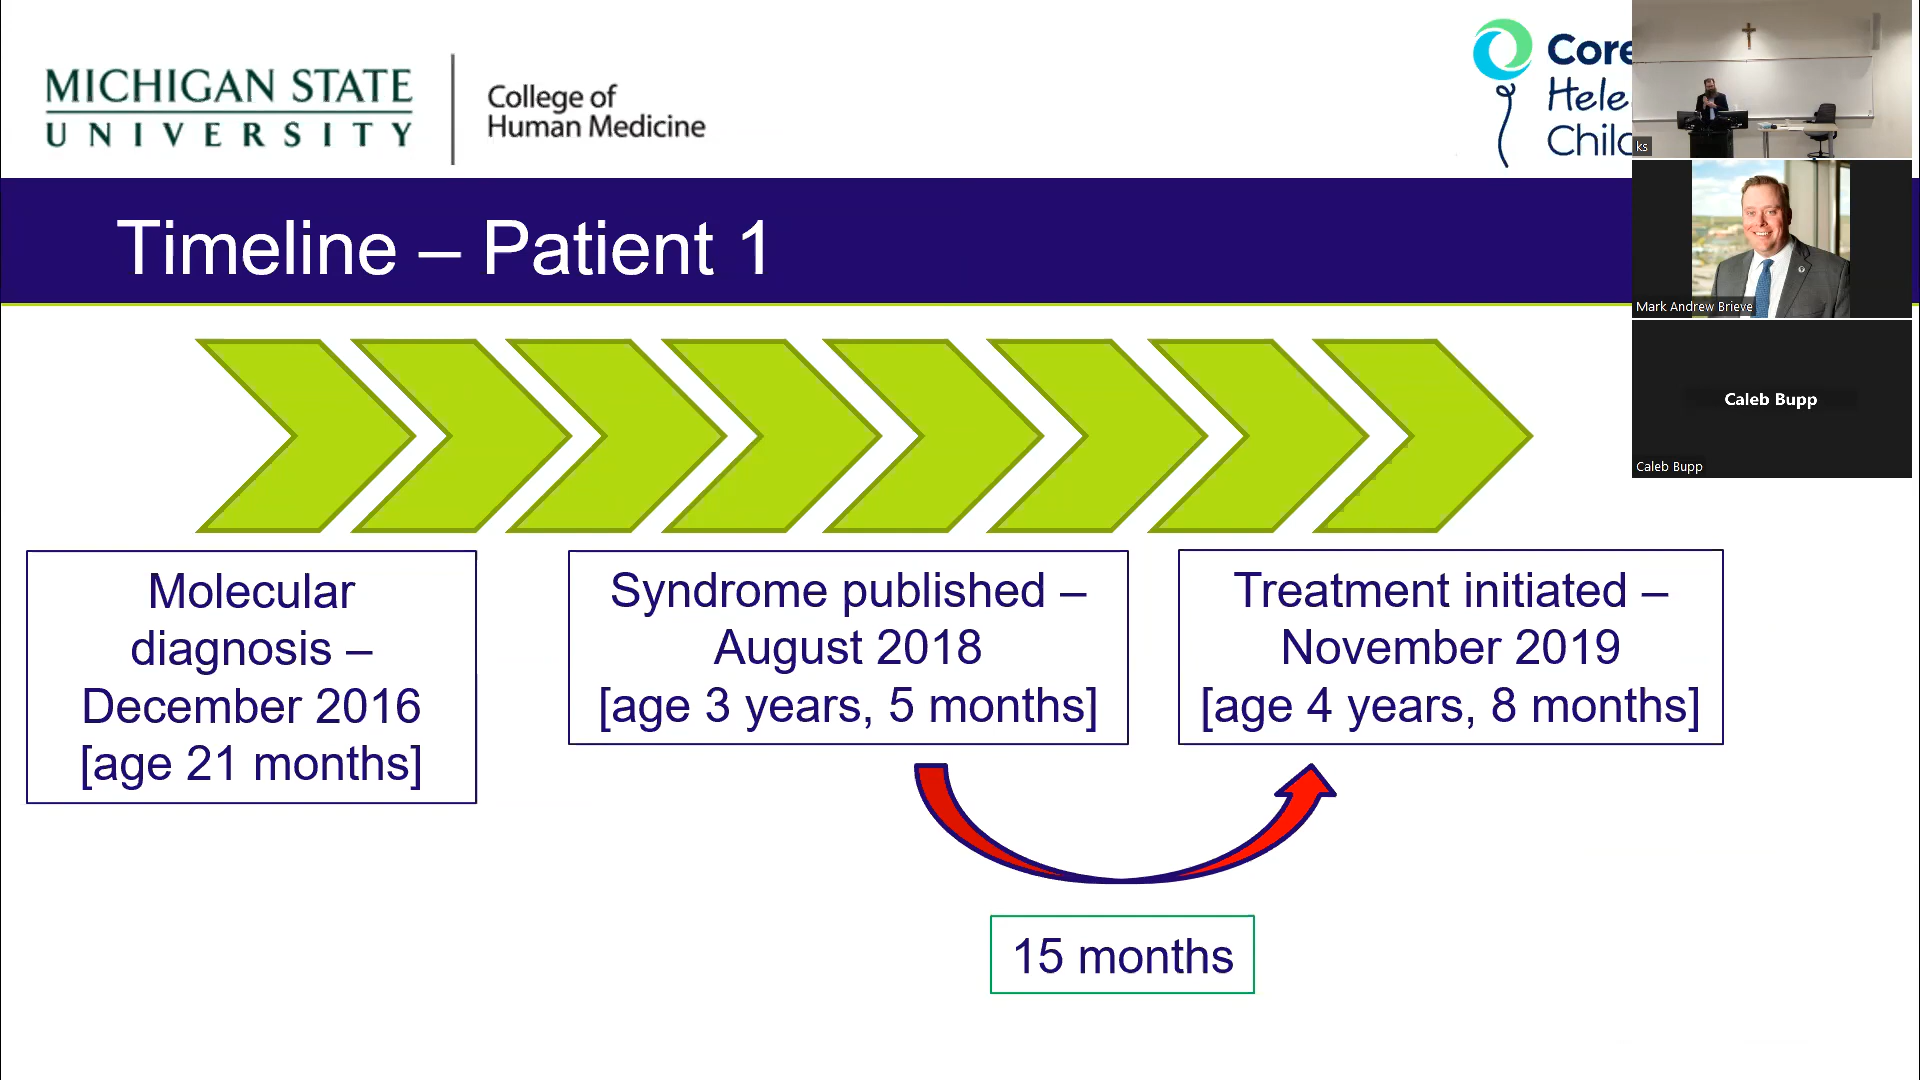 MICHIGAN STATE
UNIVERSITY
College of
Human Medicine
Core
Hele
Chilc
ks
Timeline – Patient 1
Mark Andrew Brieve
Caleb Bupp
Caleb Bupp
Molecular
diagnosis –
December 2016
[age 21 months]
Syndrome published –
August 2018
[age 3 years, 5 months]
Treatment initiated –
November 2019
[age 4 years, 8 months]
15 months